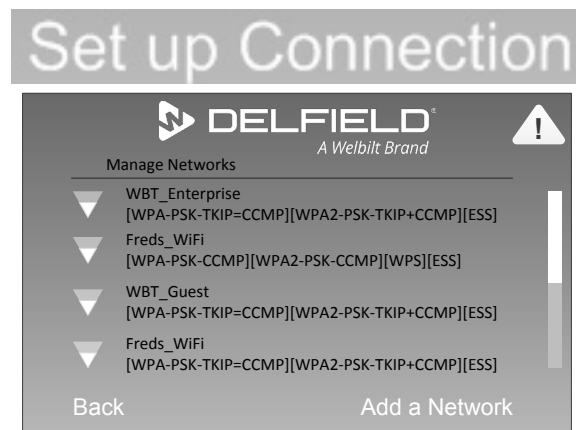 Set up Connection
DELFIELD®
A Welbilt Brand
!
Manage Networks
WBT_Enterprise
[WPA-PSK-TKIP=CCMP][WPA2-PSK-TKIP+CCMP][ESS]
Freds_WiFi
[WPA-PSK-CCMP][WPA2-PSK-CCMP][WPS][ESS]
WBT_Guest
[WPA-PSK-TKIP=CCMP][WPA2-PSK-TKIP+CCMP][ESS]
Freds_WiFi
[WPA-PSK-TKIP=CCMP][WPA2-PSK-TKIP+CCMP][ESS]
Back Add a Network